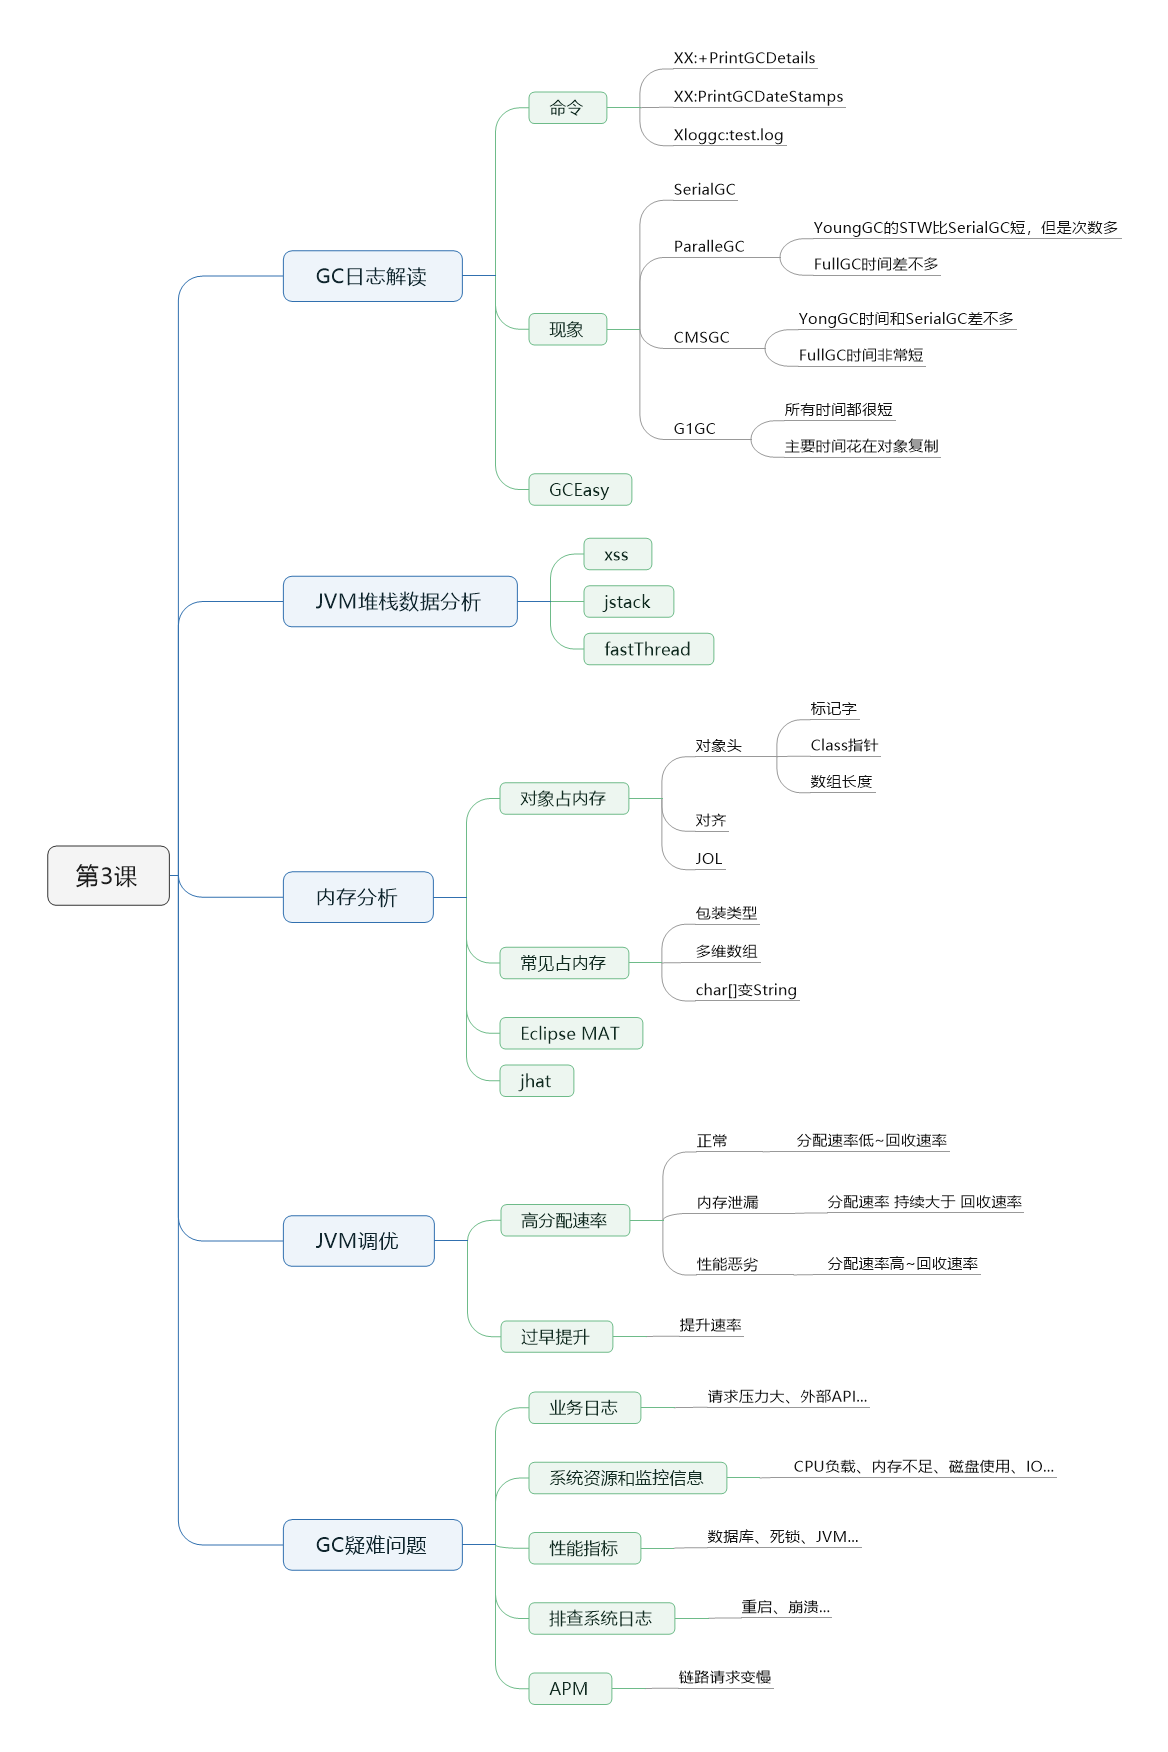 第3课
GC日志解读
命令
XX:+PrintGCDetails
XX:PrintGCDateStamps
Xloggc:test.log
现象
SerialGC
ParalleGC
YoungGC的STW比SerialGC短，但是次数多
FullGC时间差不多
CMSGC
YongGC时间和SerialGC差不多
FullGC时间非常短
G1GC
所有时间都很短
主要时间花在对象复制
GCEasy
JVM堆栈数据分析
xss
jstack
fastThread
内存分析
对象占内存
对象头
标记字
Class指针
数组长度
对齐
JOL
常见占内存
包装类型
多维数组
char[]变String
Eclipse MAT
jhat
JVM调优
高分配速率
正常
分配速率低~回收速率
内存泄漏
分配速率 持续大于 回收速率
性能恶劣
分配速率高~回收速率
过早提升
提升速率
GC疑难问题
业务日志
请求压力大、外部API...
系统资源和监控信息
CPU负载、内存不足、磁盘使用、IO...
性能指标
数据库、死锁、JVM...
排查系统日志
重启、崩溃...
APM
链路请求变慢